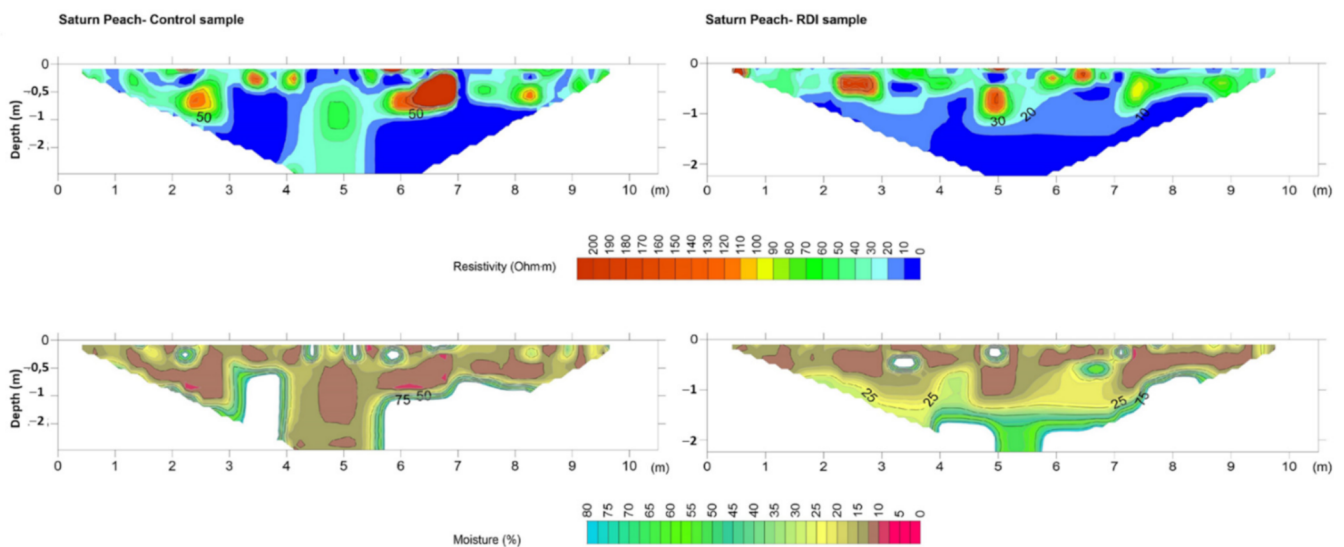 Saturn Peach- Control sample
Saturn Peach- RDI sample
0
-0,5
-1
-2
Depth (m)
50
50
0 1 2 3 4 5 6 7 8 9 10 (m)
0
-1
-2
30
20
10
0 1 2 3 4 5 6 7 8 9 10 (m)
Resistivity (Ohm·m)
200 190 180 170 160 150 140 130 120 110 100 90 80 70 60 50 40 30 20 10 0
0
-0,5
-1
-2
Depth (m)
75
50
0 1 2 3 4 5 6 7 8 9 10 (m)
0
-1
-2
25
25
25
15
0 1 2 3 4 5 6 7 8 9 10 (m)
Moisture (%)
80 75 70 65 60 55 50 45 40 35 30 25 20 15 10 5 0